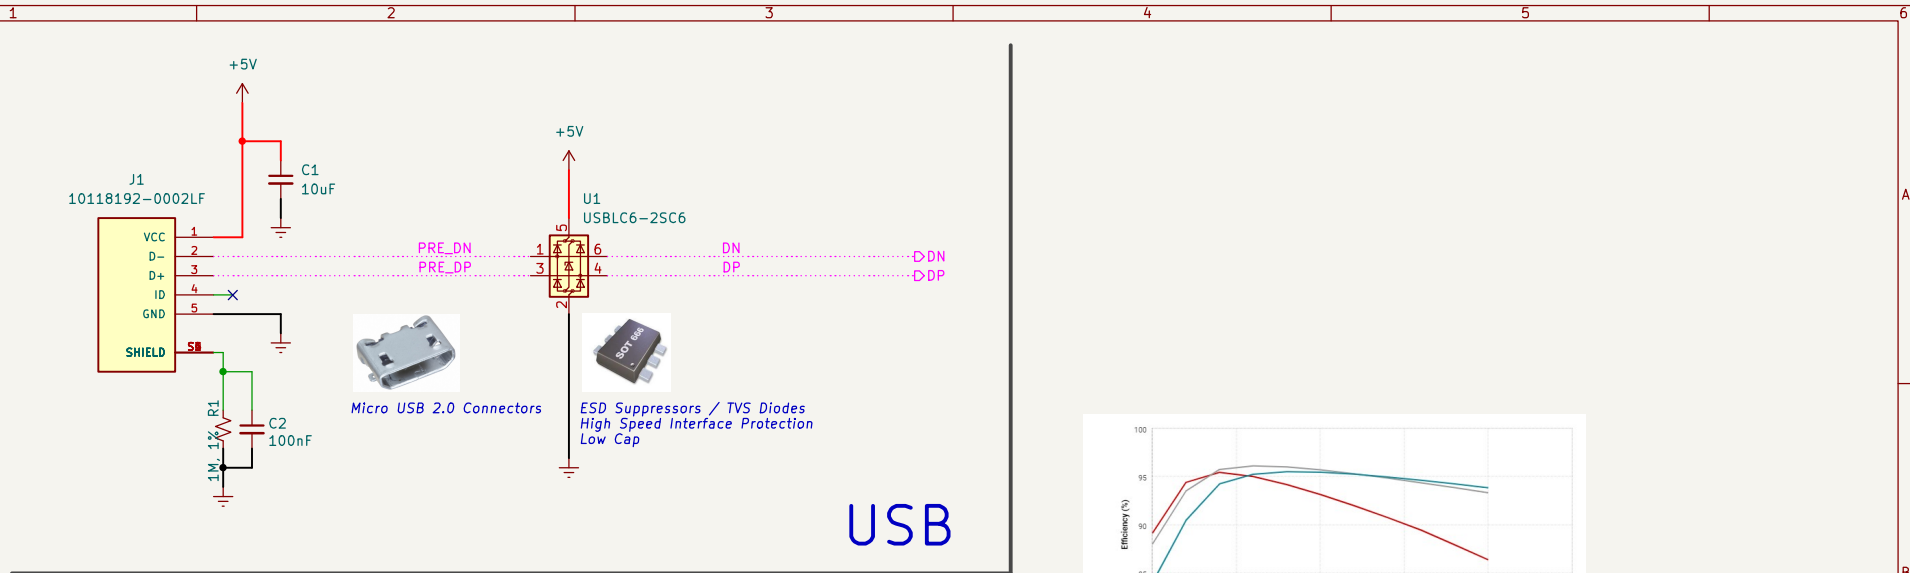 1 2 3 4 5 6
+5V
+5V
C1
10uF
J1
10118192-0002LF
A
U1
USBLC6-2SC6
5
VCC 1
D- 2
D+ 3
ID 4
GND 5
SHIELD
PRE_DN
PRE_DP
1 6
3 4
2
DN
DP
DN
DP
SOT 666
Micro USB 2.0 Connectors
ESD Suppressors / TVS Diodes
High Speed Interface Protection
Low Cap
R1
1M, 1%
C2
100nF
USB
100
95
90
Efficiency (%)